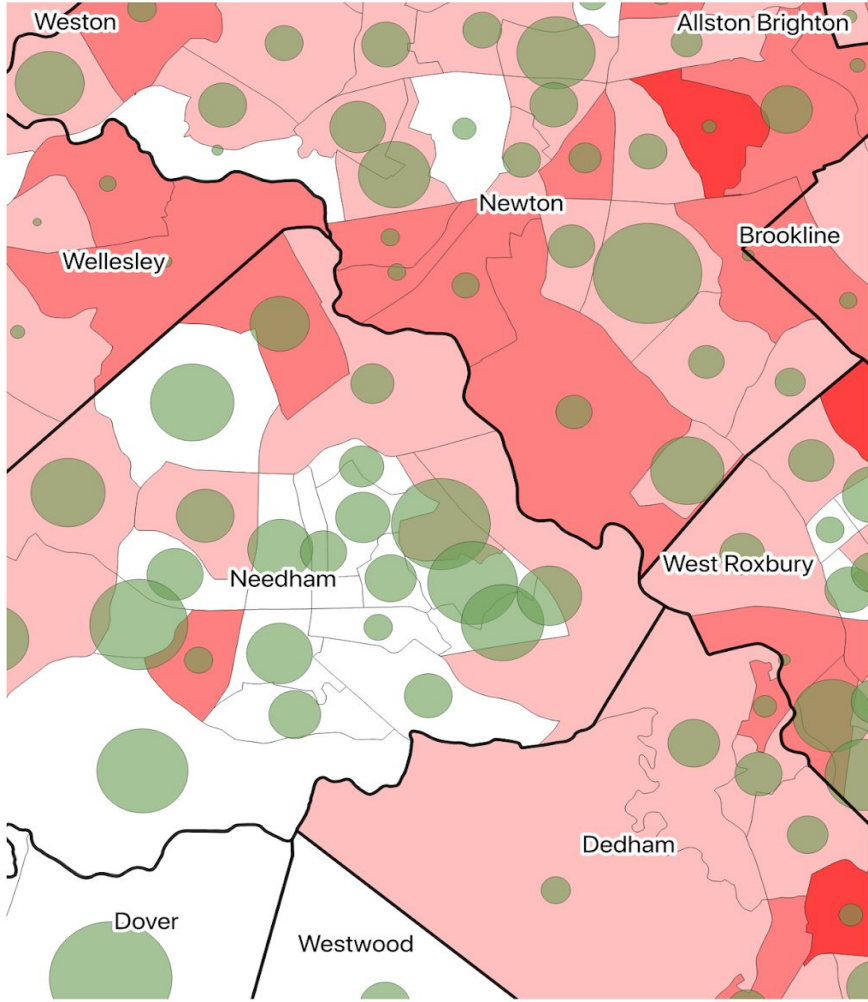 Weston
Allston Brighton
Newton
Brookline
Wellesley
West Roxbury
Needham
Dedham
Dover
Westwood